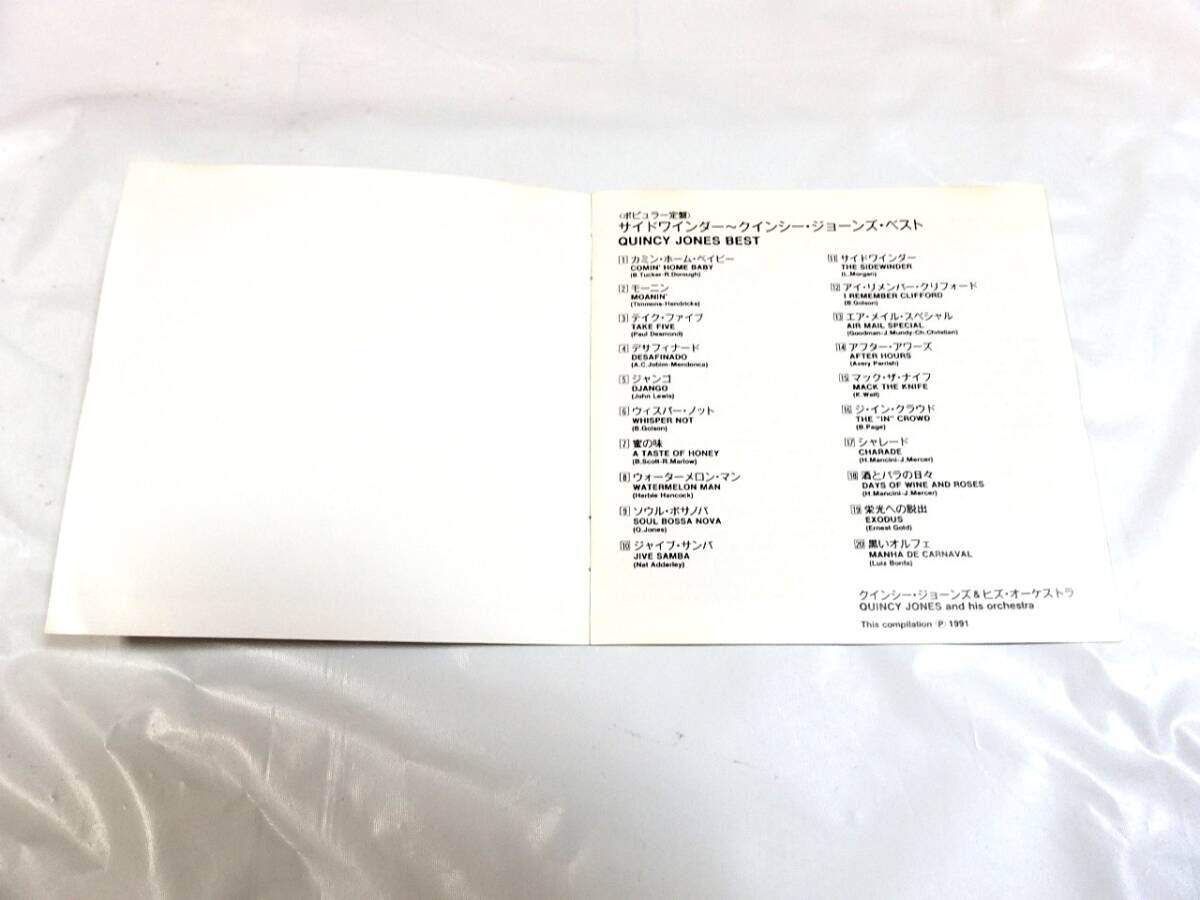 〈ポピュラー定盤〉
サイドワインダー〜クインシー・ジョーンズ・ベスト
QUINCY JONES BEST
1 カミン・ホーム・ベイビー
COMIN' HOME BABY
(B.Tucker-R.Dorough)
2 モーニン
MOANIN'
(Timmons-Hendricks)
3 テイク・ファイブ
TAKE FIVE
(Paul Desmond)
4 デサフィナード
DESAFINADO
(A.C.Jobim-Mendonca)
5 ジャンゴ
DJANGO
(John Lewis)
6 ウィスパー・ノット
WHISPER NOT
(B.Golson)
7 蜜の味
A TASTE OF HONEY
(B.Scott-R.Marlow)
8 ウォーターメロン・マン
WATERMELON MAN
(Herbie Hancock)
9 ソウル・ボサノバ
SOUL BOSSA NOVA
(Q.Jones)
10 ジャイブ・サンバ
JIVE SAMBA
(Nat Adderley)
11 サイドワインダー
THE SIDEWINDER
(L.Morgan)
12 アイ・リメンバー・クリフォード
I REMEMBER CLIFFORD
(B.Golson)
13 エア・メイル・スペシャル
AIR MAIL SPECIAL
(Goodman-J.Mundy-Ch.Christian)
14 アフター・アワーズ
AFTER HOURS
(Avery Parrish)
15 マック・ザ・ナイフ
MACK THE KNIFE
(K.Weil)
16 ジ・イン・クラウド
THE "IN" CROWD
(B.Page)
17 シャレード
CHARADE
(H.Mancini-J.Mercer)
18 酒とバラの日々
DAYS OF WINE AND ROSES
(H.Mancini-J.Mercer)
19 栄光への脱出
EXODUS
(Ernest Gold)
20 黒いオルフェ
MANHA DE CARNAVAL
(Luis Bonfa)
クインシー・ジョーンズ&ヒズ・オーケストラ
QUINCY JONES and his orchestra
This compilation (P) 1991